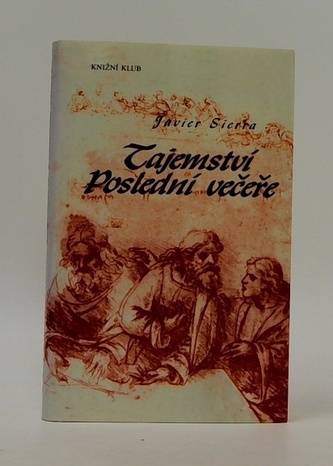 KNIŽNÍ KLUB
Javier Sierra
Tajemství
Poslední večeře